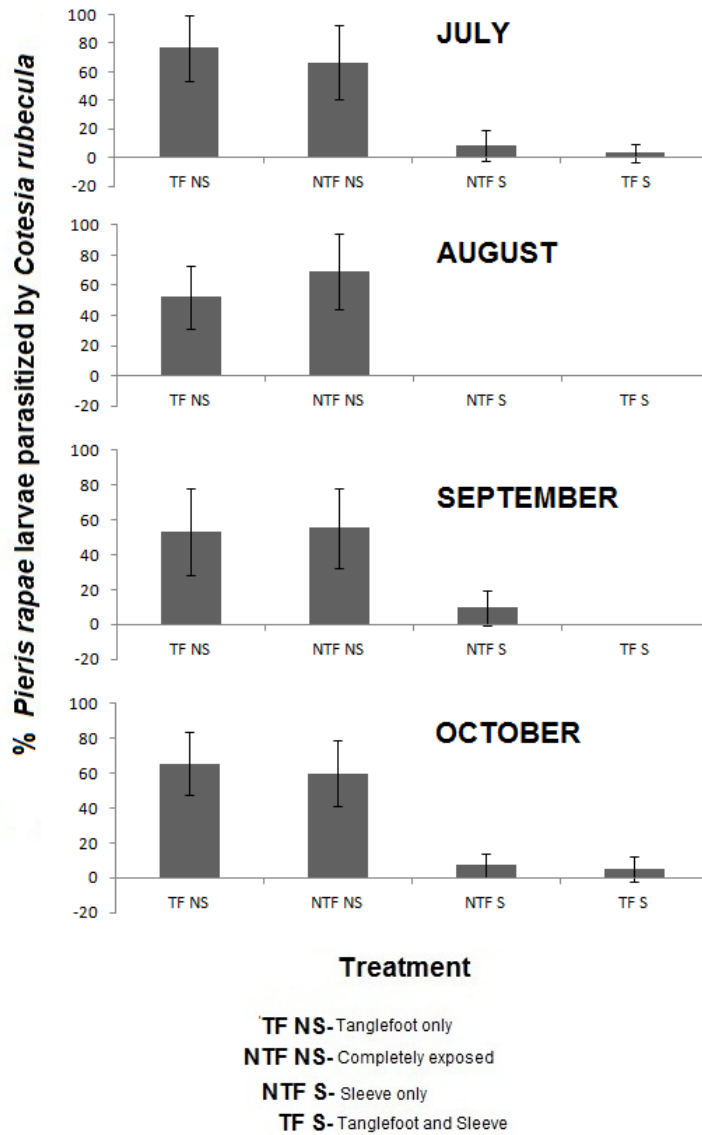 % Pieris rapae larvae parasitized by Cotesia rubecula
JULY
100
80
60
40
20
0
-20
TF NS NTF NS NTF S TF S
AUGUST
100
80
60
40
20
0
-20
TF NS NTF NS NTF S TF S
SEPTEMBER
100
80
60
40
20
0
-20
TF NS NTF NS NTF S TF S
OCTOBER
100
80
60
40
20
0
-20
TF NS NTF NS NTF S TF S
Treatment
TF NS- Tanglefoot only
NTF NS- Completely exposed
NTF S- Sleeve only
TF S- Tanglefoot and Sleeve